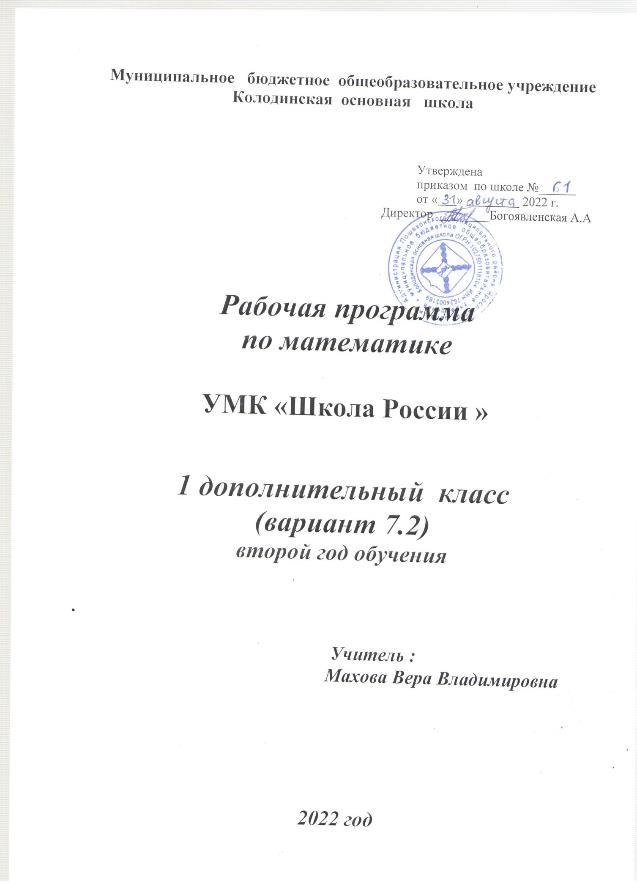 Муниципальное бюджетное общеобразовательное учреждение
Колодинская основная школа
Утверждена
приказом по школе № 61
от « 31 » августа 2022 г.
Директор Богоявленская А.А
Рабочая программа
по математике
УМК «Школа России »
1 дополнительный класс
(вариант 7.2)
второй год обучения
Учитель :
Махова Вера Владимировна
2022 год